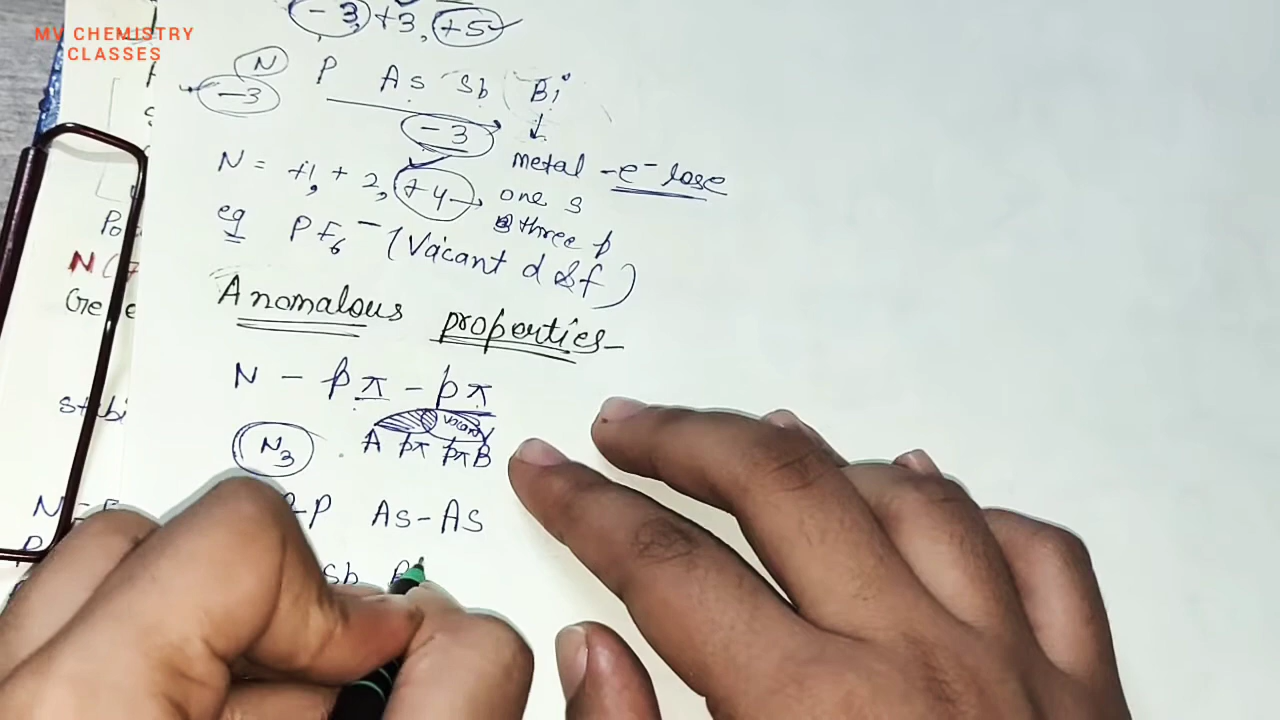 MV CHEMISTRY
CLASSES
-3, +3, +5
N P As Sb Bi
-3
-3
metal - e⁻ lose
N = +1, +2, +4 → one s
three p
eg PF₆⁻ (Vacant d & f)
Anomalous properties-
N - pπ - pπ
vacant
N₃ A pπ pπ B
P As-As
Sb
N
Ge